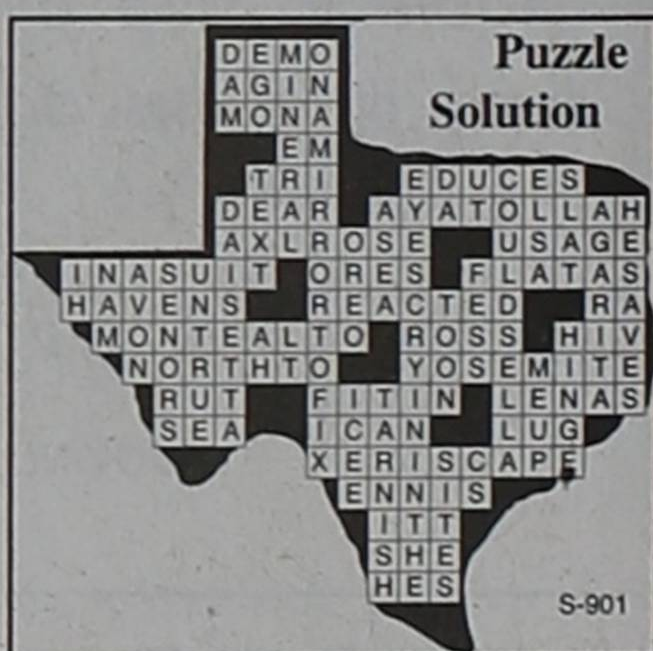 Puzzle
Solution
DEMO
AGIN
MONA
EM
TRI EDUCES
DEAR AYATOLLAH
AXLROSE USAGE
INASUIT ORES FLATAS
HAVENS REACTED RA
MONTEALTO ROSS HIV
NORTHTO YOSEMITE
RUT FITIN LENAS
SEA ICAN LUG
XERISCAPE
ENNIS
ITT
SHE
HES
S-901